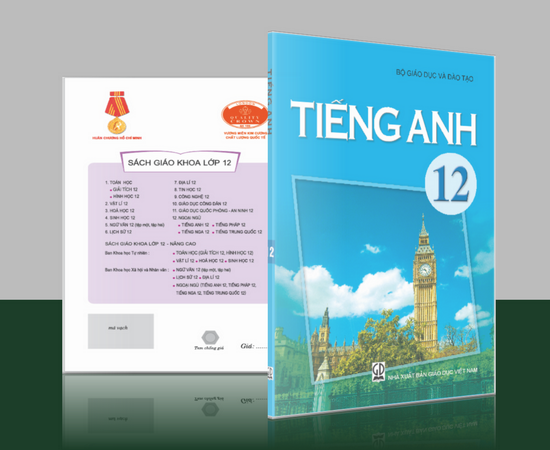 BỘ GIÁO DỤC VÀ ĐÀO TẠO
TIẾNG ANH
12
NHÀ XUẤT BẢN GIÁO DỤC VIỆT NAM
TIẾNG ANH
2
HUÂN CHƯƠNG HỒ CHÍ MINH
QUALITY
CROWN
VƯƠNG MIỆN KIM CƯƠNG
CHẤT LƯỢNG QUỐC TẾ
SÁCH GIÁO KHOA LỚP 12
1. TOÁN HỌC
• GIẢI TÍCH 12
• HÌNH HỌC 12
2. VẬT LÍ 12
3. HOÁ HỌC 12
4. SINH HỌC 12
5. NGỮ VĂN 12 (tập một, tập hai)
6. LỊCH SỬ 12
7. ĐỊA LÍ 12
8. TIN HỌC 12
9. CÔNG NGHỆ 12
10. GIÁO DỤC CÔNG DÂN 12
11. GIÁO DỤC QUỐC PHÒNG - AN NINH 12
12. NGOẠI NGỮ
• TIẾNG ANH 12 • TIẾNG PHÁP 12
• TIẾNG NGA 12 • TIẾNG TRUNG QUỐC 12
SÁCH GIÁO KHOA LỚP 12 - NÂNG CAO
Ban Khoa học Tự nhiên :
• TOÁN HỌC (GIẢI TÍCH 12, HÌNH HỌC 12)
• VẬT LÍ 12 • HOÁ HỌC 12 • SINH HỌC 12
Ban Khoa học Xã hội và Nhân văn :
• NGỮ VĂN 12 (tập một, tập hai)
• LỊCH SỬ 12 • ĐỊA LÍ 12
• NGOẠI NGỮ (TIẾNG ANH 12, TIẾNG PHÁP 12,
TIẾNG NGA 12, TIẾNG TRUNG QUỐC 12)
mã vạch
Tem chống giả
Giá: ......